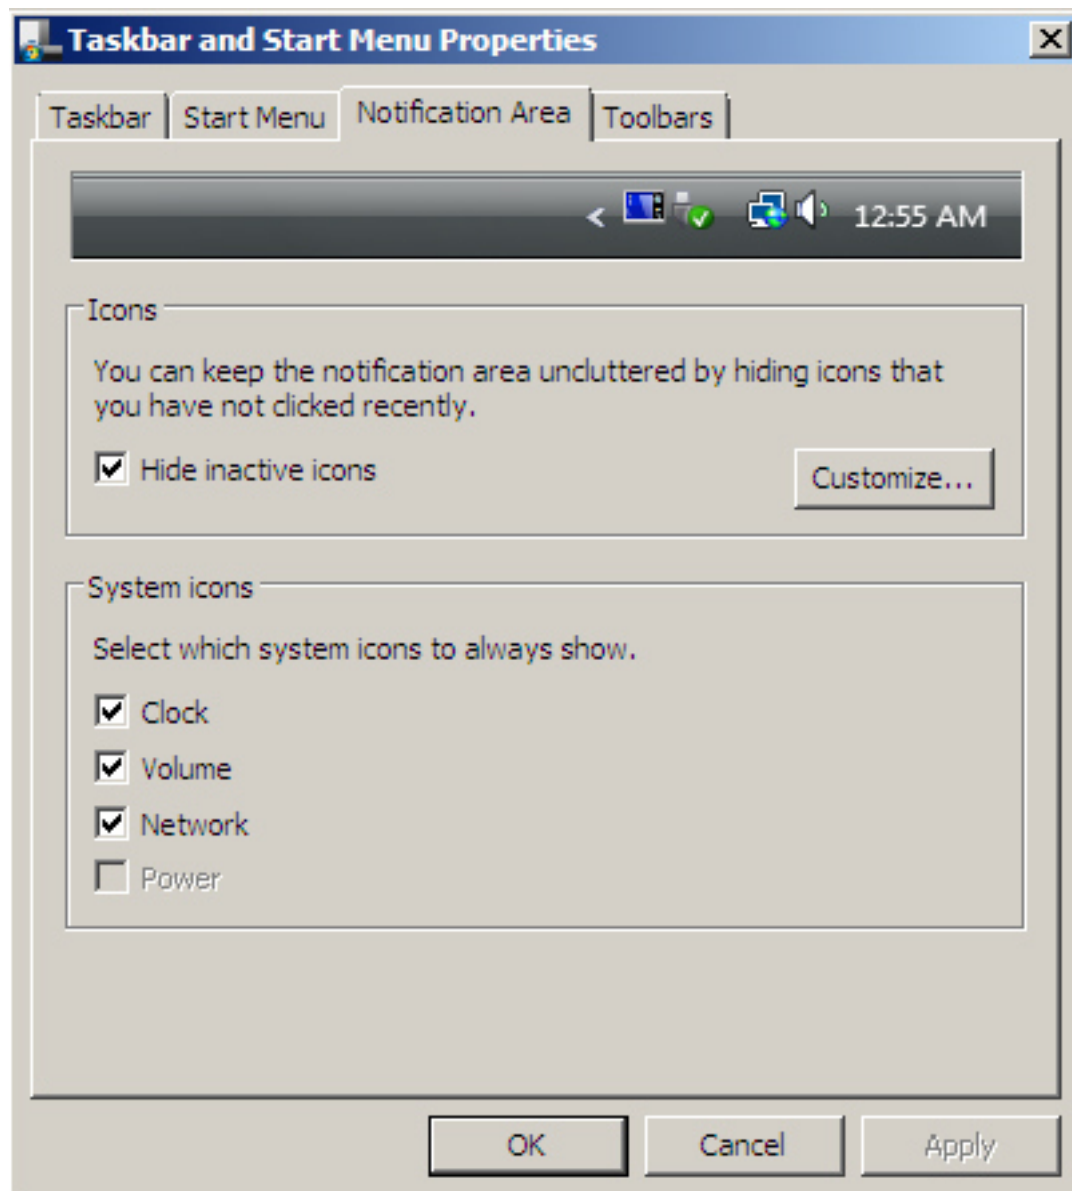 Taskbar and Start Menu Properties
Taskbar
Start Menu
Notification Area
Toolbars
< 12:55 AM
Icons
You can keep the notification area uncluttered by hiding icons that
you have not clicked recently.
Hide inactive icons
Customize...
System icons
Select which system icons to always show.
Clock
Volume
Network
Power
OK
Cancel
Apply